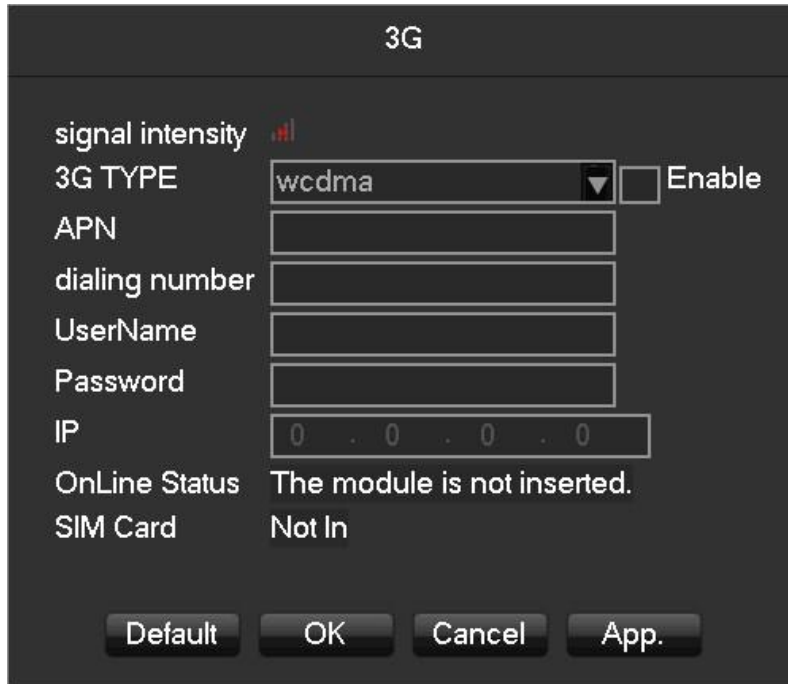 3G
signal intensity
3G TYPE wcdma Enable
APN
dialing number
UserName
Password
IP 0 . 0 . 0 . 0
OnLine Status The module is not inserted.
SIM Card Not In
Default OK Cancel App.